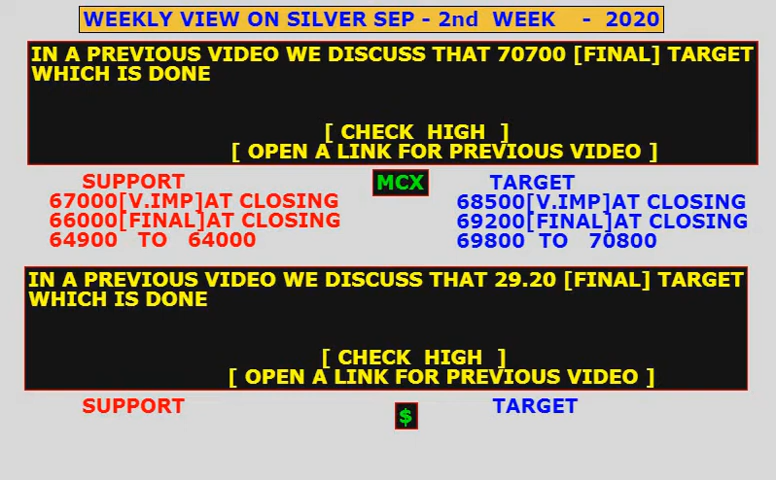 WEEKLY VIEW ON SILVER SEP - 2nd WEEK - 2020
IN A PREVIOUS VIDEO WE DISCUSS THAT 70700 [FINAL] TARGET
WHICH IS DONE
[ CHECK HIGH ]
[ OPEN A LINK FOR PREVIOUS VIDEO ]
SUPPORT MCX TARGET
67000[V.IMP]AT CLOSING 68500[V.IMP]AT CLOSING
66000[FINAL]AT CLOSING 69200[FINAL]AT CLOSING
64900 TO 64000 69800 TO 70800
IN A PREVIOUS VIDEO WE DISCUSS THAT 29.20 [FINAL] TARGET
WHICH IS DONE
[ CHECK HIGH ]
[ OPEN A LINK FOR PREVIOUS VIDEO ]
SUPPORT $ TARGET